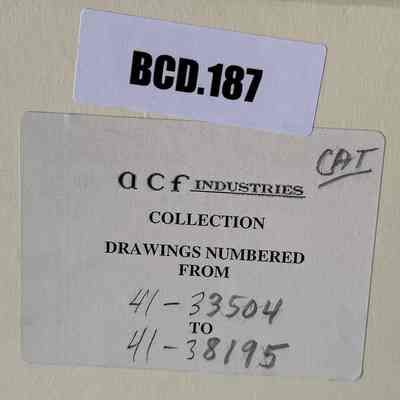 BCD.187
CAT
acf INDUSTRIES
COLLECTION
DRAWINGS NUMBERED
FROM
41-33504
TO
41-38195